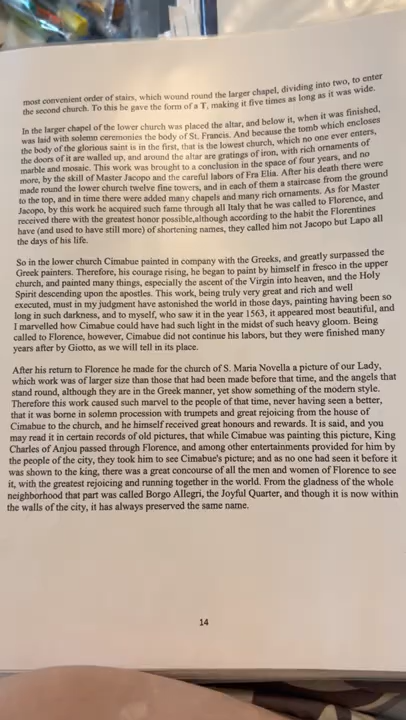 most convenient order of stairs, which wound round the larger chapel, dividing into two, to enter
the second church. To this he gave the form of a T, making it five times as long as it was wide.
In the larger chapel of the lower church was placed the altar, and below it, when it was finished,
was laid with solemn ceremonies the body of St. Francis. And because the tomb which encloses
the body of the glorious saint is in the first, that is the lowest church, which no one ever enters,
the doors of it are walled up, and around the altar are gratings of iron, with rich ornaments of
marble and mosaic. This work was brought to a conclusion in the space of four years, and no
more, by the skill of Master Jacopo and the careful labors of Fra Elia. After his death there were
made round the lower church twelve fine towers, and in each of them a staircase from the ground
to the top, and in time there were added many chapels and many rich ornaments. As for Master
Jacopo, by this work he acquired such fame through all Italy that he was called to Florence, and
received there with the greatest honor possible,although according to the habit the Florentines
have (and used to have still more) of shortening names, they called him not Jacopo but Lapo all
the days of his life.
So in the lower church Cimabue painted in company with the Greeks, and greatly surpassed the
Greek painters. Therefore, his courage rising, he began to paint by himself in fresco in the upper
church, and painted many things, especially the ascent of the Virgin into heaven, and the Holy
Spirit descending upon the apostles. This work, being truly very great and rich and well
executed, must in my judgment have astonished the world in those days, painting having been so
long in such darkness, and to myself, who saw it in the year 1563, it appeared most beautiful, and
I marvelled how Cimabue could have had such light in the midst of such heavy gloom. Being
called to Florence, however, Cimabue did not continue his labors, but they were finished many
years after by Giotto, as we will tell in its place.
After his return to Florence he made for the church of S. Maria Novella a picture of our Lady,
which work was of larger size than those that had been made before that time, and the angels that
stand round, although they are in the Greek manner, yet show something of the modern style.
Therefore this work caused such marvel to the people of that time, never having seen a better,
that it was borne in solemn procession with trumpets and great rejoicing from the house of
Cimabue to the church, and he himself received great honours and rewards. It is said, and you
may read it in certain records of old pictures, that while Cimabue was painting this picture, King
Charles of Anjou passed through Florence, and among other entertainments provided for him by
the people of the city, they took him to see Cimabue's picture; and as no one had seen it before it
was shown to the king, there was a great concourse of all the men and women of Florence to see
it, with the greatest rejoicing and running together in the world. From the gladness of the whole
neighborhood that part was called Borgo Allegri, the Joyful Quarter, and though it is now within
the walls of the city, it has always preserved the same name.
14